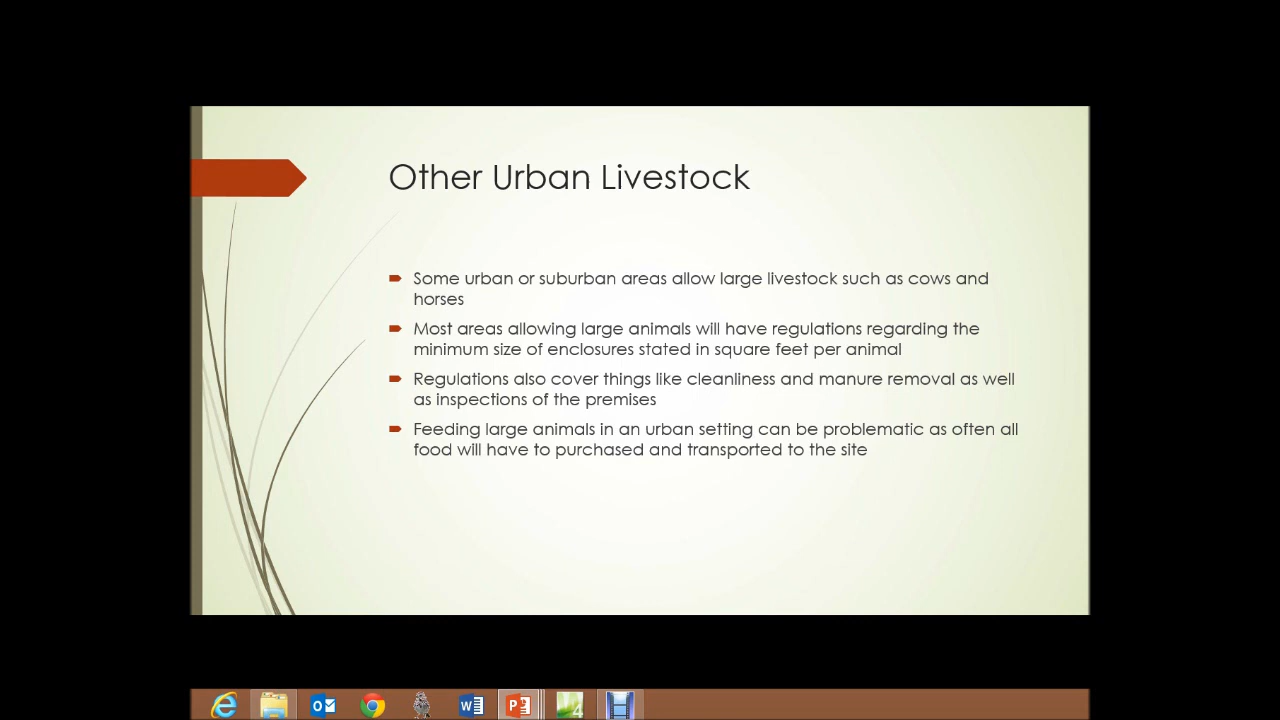 Other Urban Livestock
Some urban or suburban areas allow large livestock such as cows and
horses
Most areas allowing large animals will have regulations regarding the
minimum size of enclosures stated in square feet per animal
Regulations also cover things like cleanliness and manure removal as well
as inspections of the premises
Feeding large animals in an urban setting can be problematic as often all
food will have to purchased and transported to the site